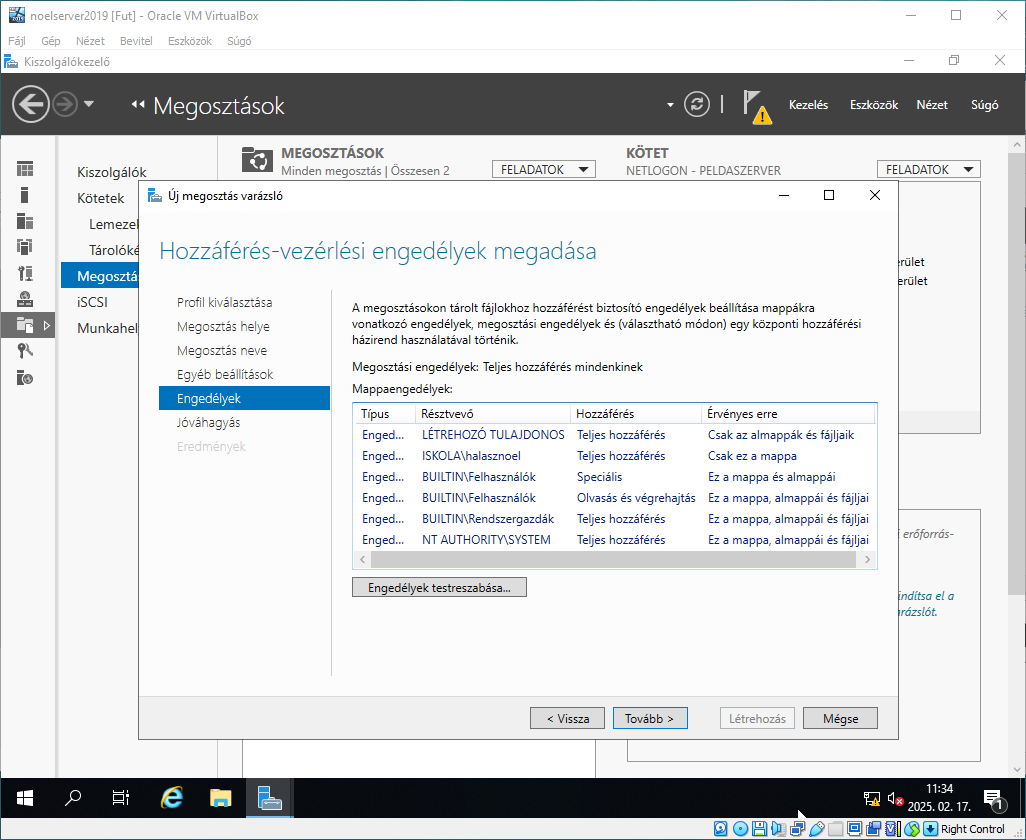 noelserver2019 [Fut] - Oracle VM VirtualBox
Fájl Gép Nézet Bevitel Eszközök Súgó
Kiszolgálókezelő
Megosztások
Kezelés Eszközök Nézet Súgó
Kiszolgálók
Kötetek
Lemezek
Tárolóké
Megosztás
iSCSI
Munkahel
MEGOSZTÁSOK
Minden megosztás | Összesen 2
FELADATOK
KÖTET
NETLOGON - PELDASZERVER
FELADATOK
erület
erület
i erőforrás-
indítsa el a
arázslót.
Új megosztás varázsló
Hozzáférés-vezérlési engedélyek megadása
Profil kiválasztása
Megosztás helye
Megosztás neve
Egyéb beállítások
Engedélyek
Jóváhagyás
Eredmények
A megosztásokon tárolt fájlokhoz hozzáférést biztosító engedélyek beállítása mappákra
vonatkozó engedélyek, megosztási engedélyek és (választható módon) egy központi hozzáférési
házirend használatával történik.
Megosztási engedélyek: Teljes hozzáférés mindenkinek
Mappaengedélyek:
Típus Résztvevő Hozzáférés Érvényes erre
Enged... LÉTREHOZÓ TULAJDONOS Teljes hozzáférés Csak az almappák és fájljaik
Enged... ISKOLA\halasznoel Teljes hozzáférés Csak ez a mappa
Enged... BUILTIN\Felhasználók Speciális Ez a mappa és almappái
Enged... BUILTIN\Felhasználók Olvasás és végrehajtás Ez a mappa, almappái és fájljai
Enged... BUILTIN\Rendszergazdák Teljes hozzáférés Ez a mappa, almappái és fájljai
Enged... NT AUTHORITY\SYSTEM Teljes hozzáférés Ez a mappa, almappái és fájljai
Engedélyek testreszabása...
< Vissza Tovább > Létrehozás Mégse
11:34
2025. 02. 17.
1
Right Control